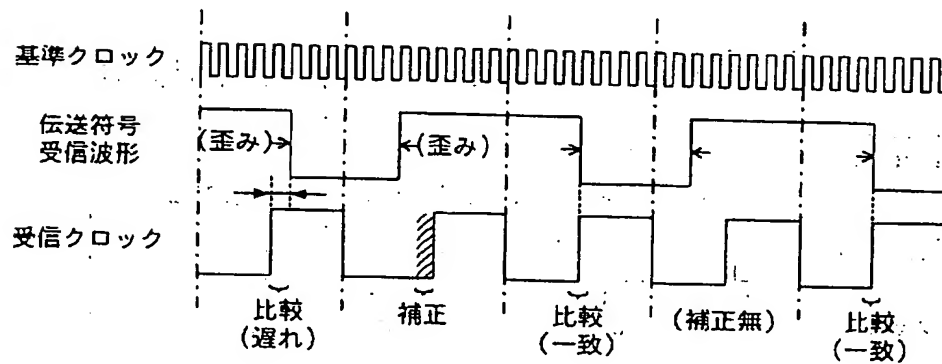 基準クロック
伝送符号
受信波形
(歪み)
(歪み)
受信クロック
比較
(遅れ)
補正
比較
(一致)
(補正無)
比較
(一致)